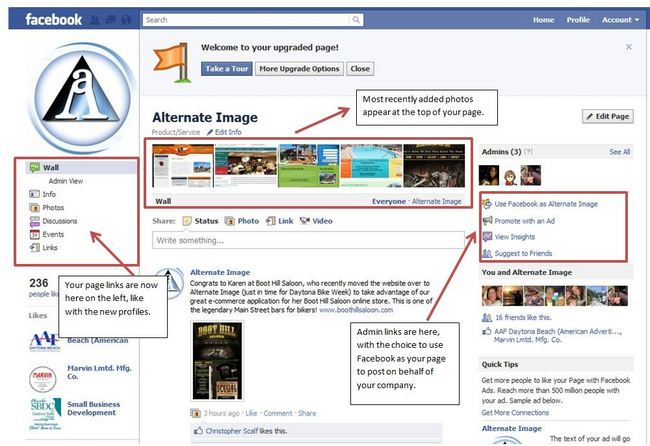 facebook
Search
Home Profile Account
Welcome to your upgraded page!
Take a Tour
More Upgrade Options
Close
a
Alternate Image
Product/Service · Edit Info
Most recently added photos
appear at the top of your page.
Edit Page
Wall
Admin View
Info
Photos
Discussions
Events
Links
Wall
Everyone · Alternate Image
Share: Status Photo Link Video
Write something...
Admins (3) [?]
See All
Use Facebook as Alternate Image
Promote with an Ad
View Insights
Suggest to Friends
Your page links are now
here on the left, like
with the new profiles.
236
people lik
Likes
AAF
DAYTONA BEACH
Beach (American
MARVIN
Marvin Lmtd. Mfg.
Co.
SBDC
Small Business
Development
Alternate Image
Congrats to Karen at Boot Hill Saloon, who recently moved the website over to
Alternate Image (just in time for Daytona Bike Week) to take advantage of our
great e-commerce application for her Boot Hill Saloon online store. This is one of
the legendary Main Street bars for bikers! www.boothillsaloon.com
BOOT HILL
3 hours ago · Like · Comment · Share
Christopher Scalf likes this.
Admin links are here,
with the choice to use
Facebook as your page
to post on behalf of
your company.
You and Alternate Image
16 friends like this.
AAF Daytona Beach (American Adverti...,
Marvin Lmtd. Mfg. Co.
Quick Tips
Get more people to like your Page with Facebook
Ads. Reach more than 500 million people with
your ad. Sample ad below.
Get More Connections
Alternate Image
The text of your ad will go